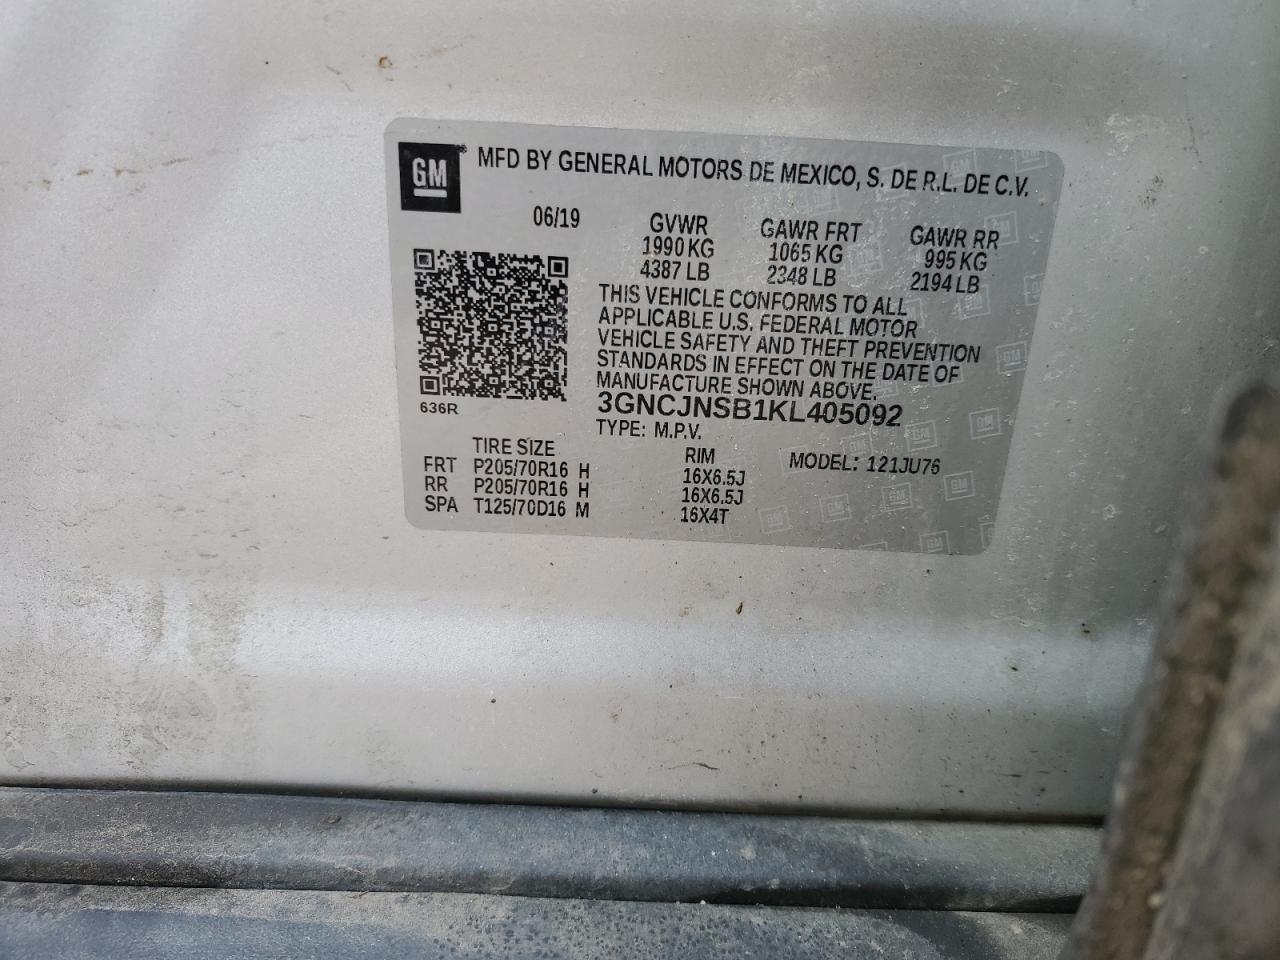 GM MFD BY GENERAL MOTORS DE MEXICO, S. DE R.L. DE C.V.
06/19 GVWR GAWR FRT GAWR RR
1990 KG 1065 KG 995 KG
4387 LB 2348 LB 2194 LB
THIS VEHICLE CONFORMS TO ALL
APPLICABLE U.S. FEDERAL MOTOR
VEHICLE SAFETY AND THEFT PREVENTION
STANDARDS IN EFFECT ON THE DATE OF
MANUFACTURE SHOWN ABOVE.
636R
3GNCJNSB1KL405092
TYPE: M.P.V.
TIRE SIZE RIM MODEL: 121JU76
FRT P205/70R16 H 16X6.5J
RR P205/70R16 H 16X6.5J
SPA T125/70D16 M 16X4T